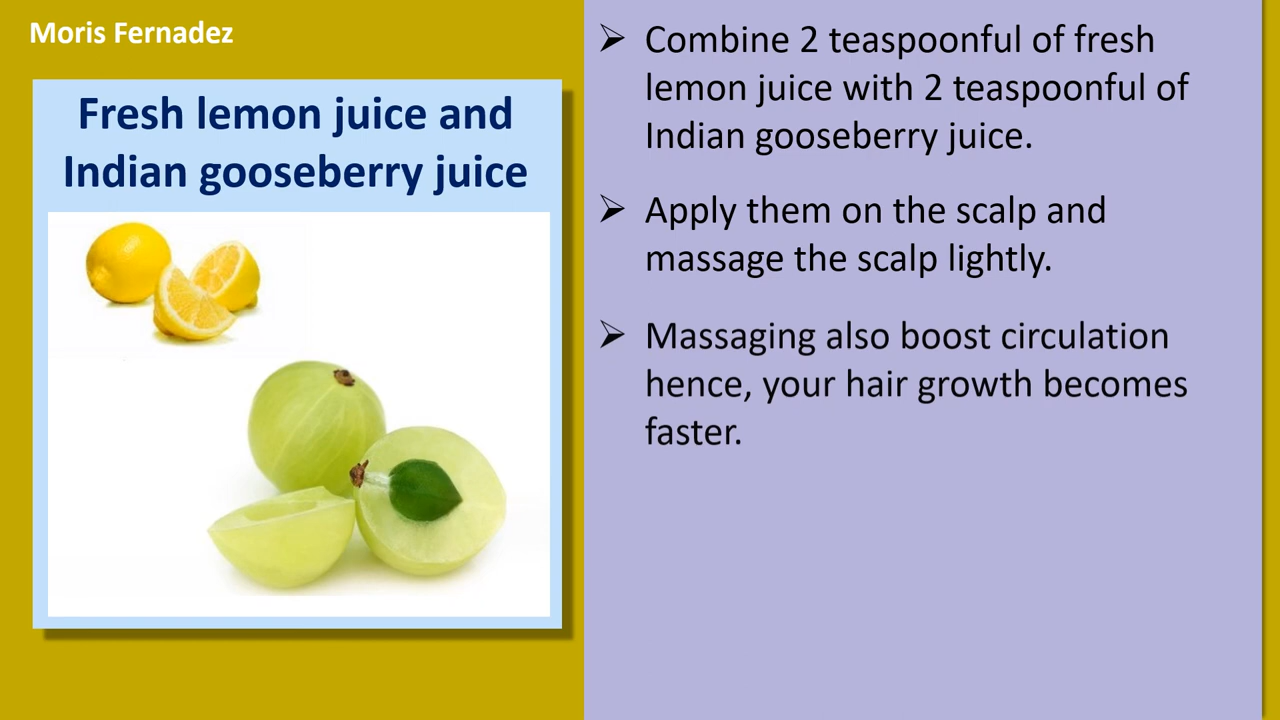 Moris Fernadez
Fresh lemon juice and
Indian gooseberry juice
➢ Combine 2 teaspoonful of fresh
lemon juice with 2 teaspoonful of
Indian gooseberry juice.
➢ Apply them on the scalp and
massage the scalp lightly.
➢ Massaging also boost circulation
hence, your hair growth becomes
faster.